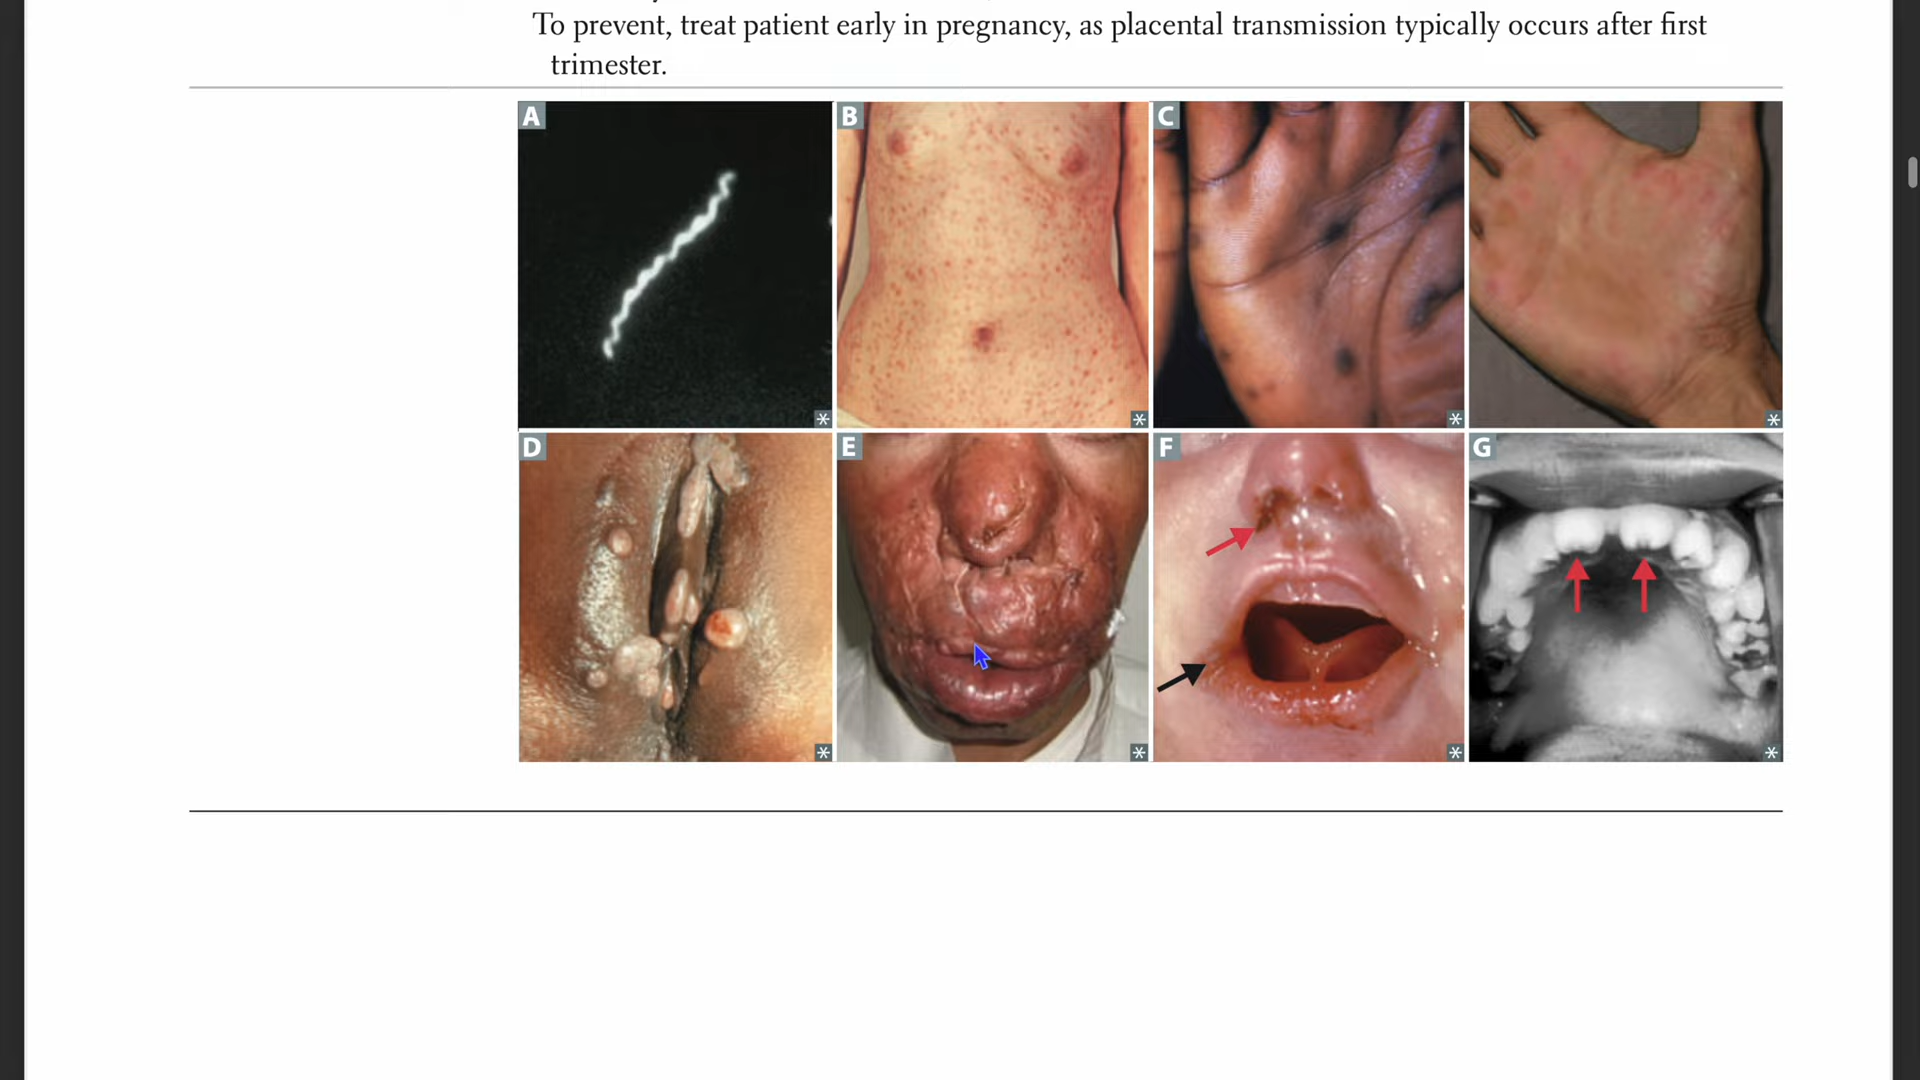 To prevent, treat patient early in pregnancy, as placental transmission typically occurs after first
trimester.
A
B
C
D
E
F
G